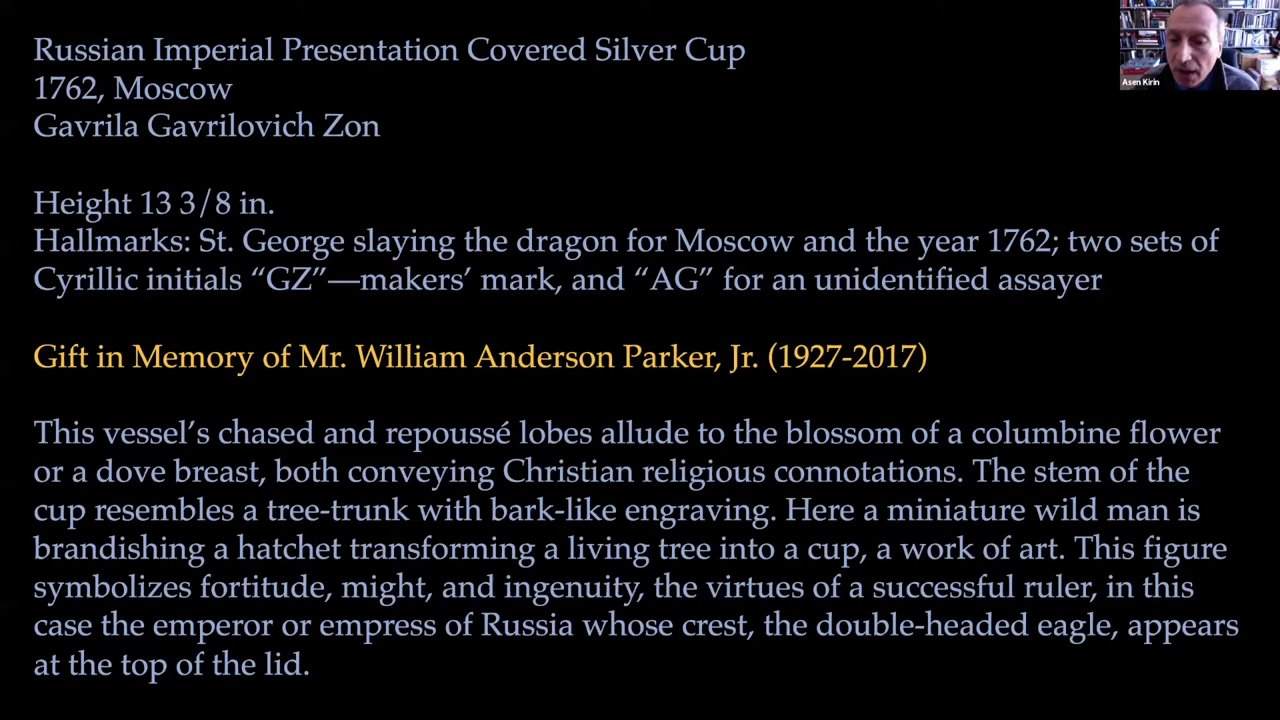 Russian Imperial Presentation Covered Silver Cup
1762, Moscow
Gavrila Gavrilovich Zon
Height 13 3/8 in.
Hallmarks: St. George slaying the dragon for Moscow and the year 1762; two sets of
Cyrillic initials “GZ”—makers’ mark, and “AG” for an unidentified assayer
Gift in Memory of Mr. William Anderson Parker, Jr. (1927-2017)
This vessel’s chased and repoussé lobes allude to the blossom of a columbine flower
or a dove breast, both conveying Christian religious connotations. The stem of the
cup resembles a tree-trunk with bark-like engraving. Here a miniature wild man is
brandishing a hatchet transforming a living tree into a cup, a work of art. This figure
symbolizes fortitude, might, and ingenuity, the virtues of a successful ruler, in this
case the emperor or empress of Russia whose crest, the double-headed eagle, appears
at the top of the lid.
Asen Kirin